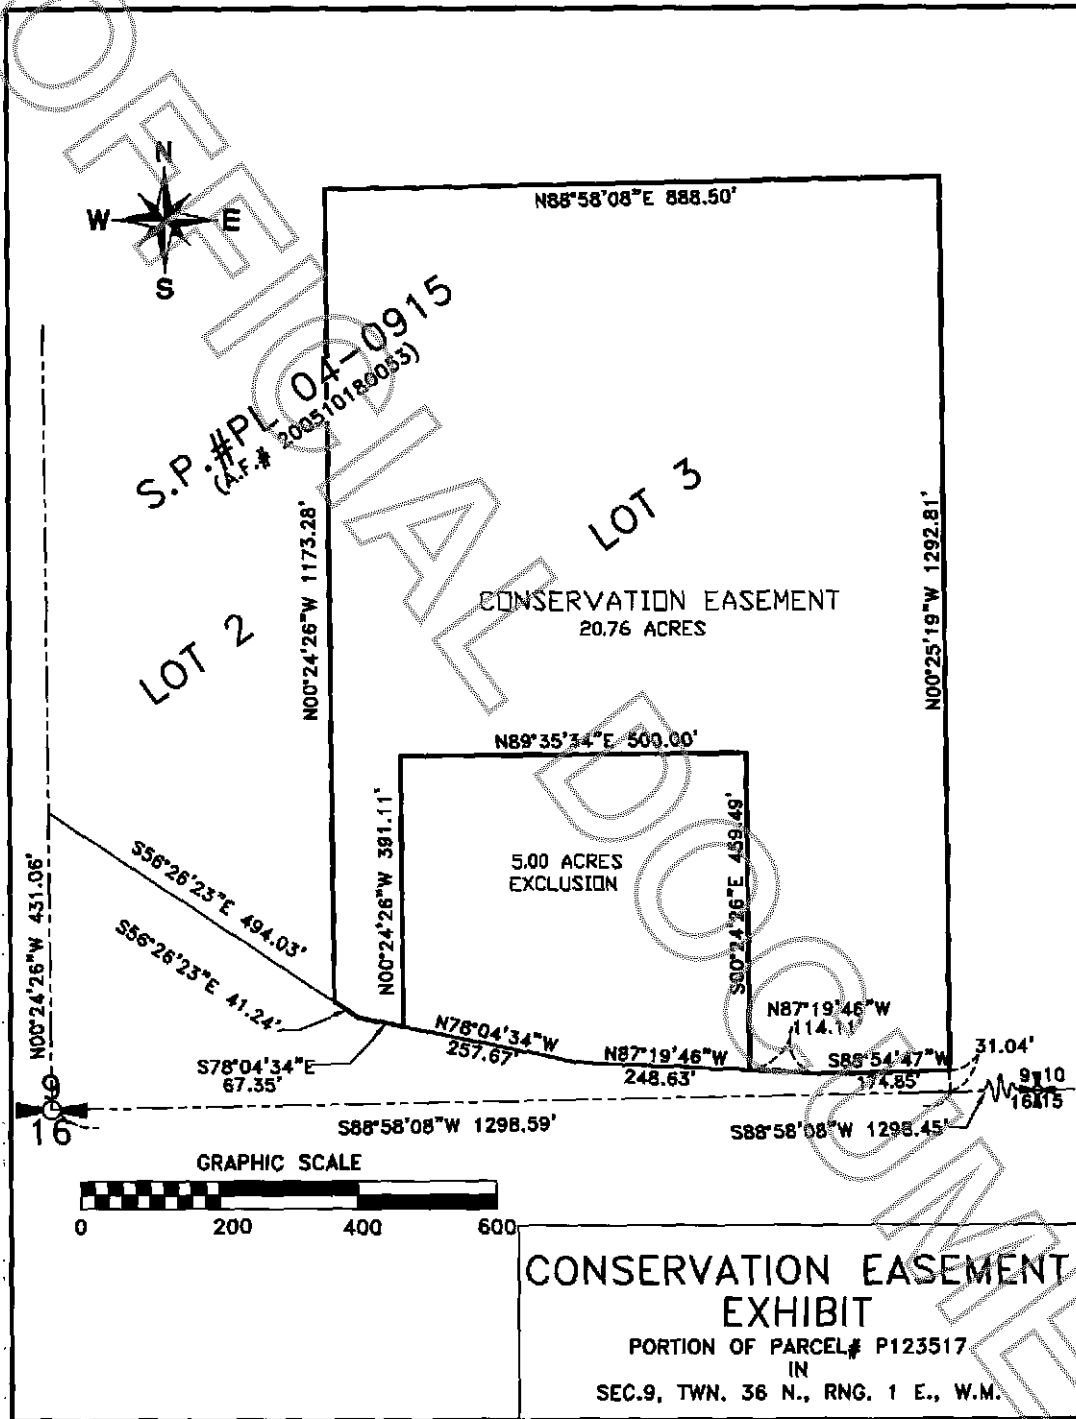 N
W E
S
N88°58'08"E 888.50'
S.P.#PL 04-0915
(A.F.# 200510180053)
LOT 3
N00°24'26"W 1173.28'
N00°25'19"W 1292.81'
CONSERVATION EASEMENT
20.76 ACRES
LOT 2
N89°35'34"E 500.00'
N00°24'26"W 391.11'
S00°24'26"E 459.49'
5.00 ACRES
EXCLUSION
N00°24'26"W 431.06'
S56°26'23"E 494.03'
S56°26'23"E 41.24'
S78°04'34"E
67.35'
N78°04'34"W
257.67'
N87°19'46"W
248.63'
N87°19'46"W
114.11'
S88°54'47"W
174.85'
31.04'
9
16
9 10
16 15
S88°58'08"W 1298.59'
S88°58'08"W 1298.45'
GRAPHIC SCALE
0 200 400 600
CONSERVATION EASEMENT
EXHIBIT
PORTION OF PARCEL# P123517
IN
SEC.9, TWN. 36 N., RNG. 1 E., W.M.
OFFICIAL DOCUME